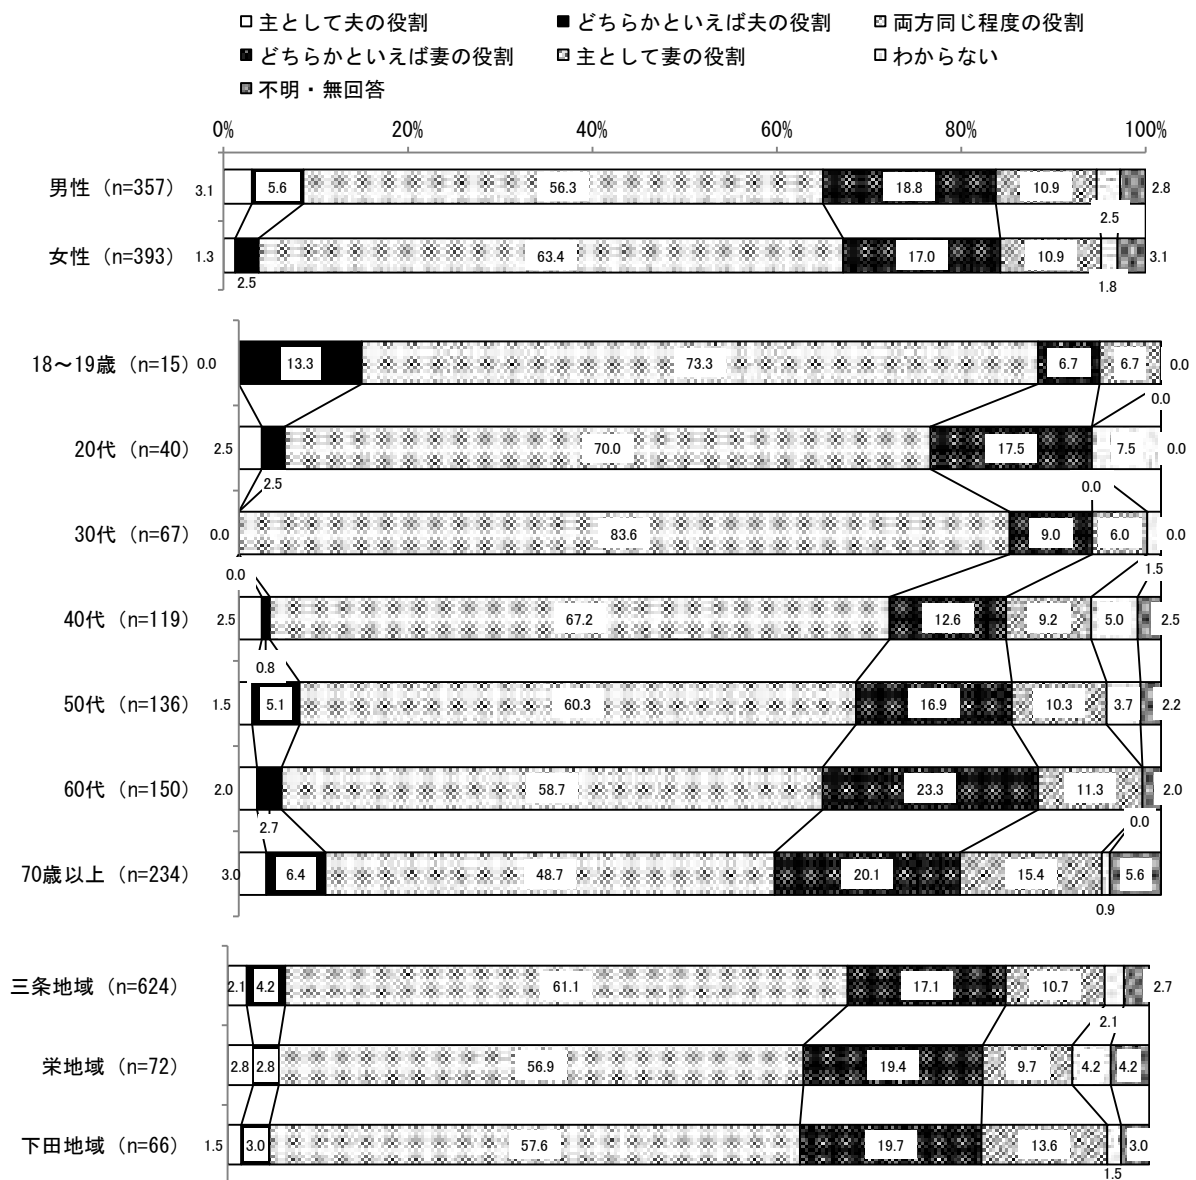 □ 主として夫の役割 ■ どちらかといえば夫の役割 両方同じ程度の役割
どちらかといえば妻の役割 主として妻の役割 □ わからない
不明・無回答
0% 20% 40% 60% 80% 100%
男性 (n=357) 3.1 5.6 56.3 18.8 10.9 2.8
2.5
女性 (n=393) 1.3 63.4 17.0 10.9 3.1
2.5 1.8
18～19歳 (n=15) 0.0 13.3 73.3 6.7 6.7 0.0
0.0
20代 (n=40) 2.5 70.0 17.5 7.5 0.0
2.5 0.0
30代 (n=67) 0.0 83.6 9.0 6.0 0.0
0.0 1.5
40代 (n=119) 2.5 67.2 12.6 9.2 5.0 2.5
0.8
50代 (n=136) 1.5 5.1 60.3 16.9 10.3 3.7 2.2
60代 (n=150) 2.0 58.7 23.3 11.3 2.0
2.7 0.0
70歳以上 (n=234) 3.0 6.4 48.7 20.1 15.4 5.6
0.9
三条地域 (n=624) 2.1 4.2 61.1 17.1 10.7 2.7
2.1
栄地域 (n=72) 2.8 2.8 56.9 19.4 9.7 4.2 4.2
下田地域 (n=66) 1.5 3.0 57.6 19.7 13.6 3.0
1.5